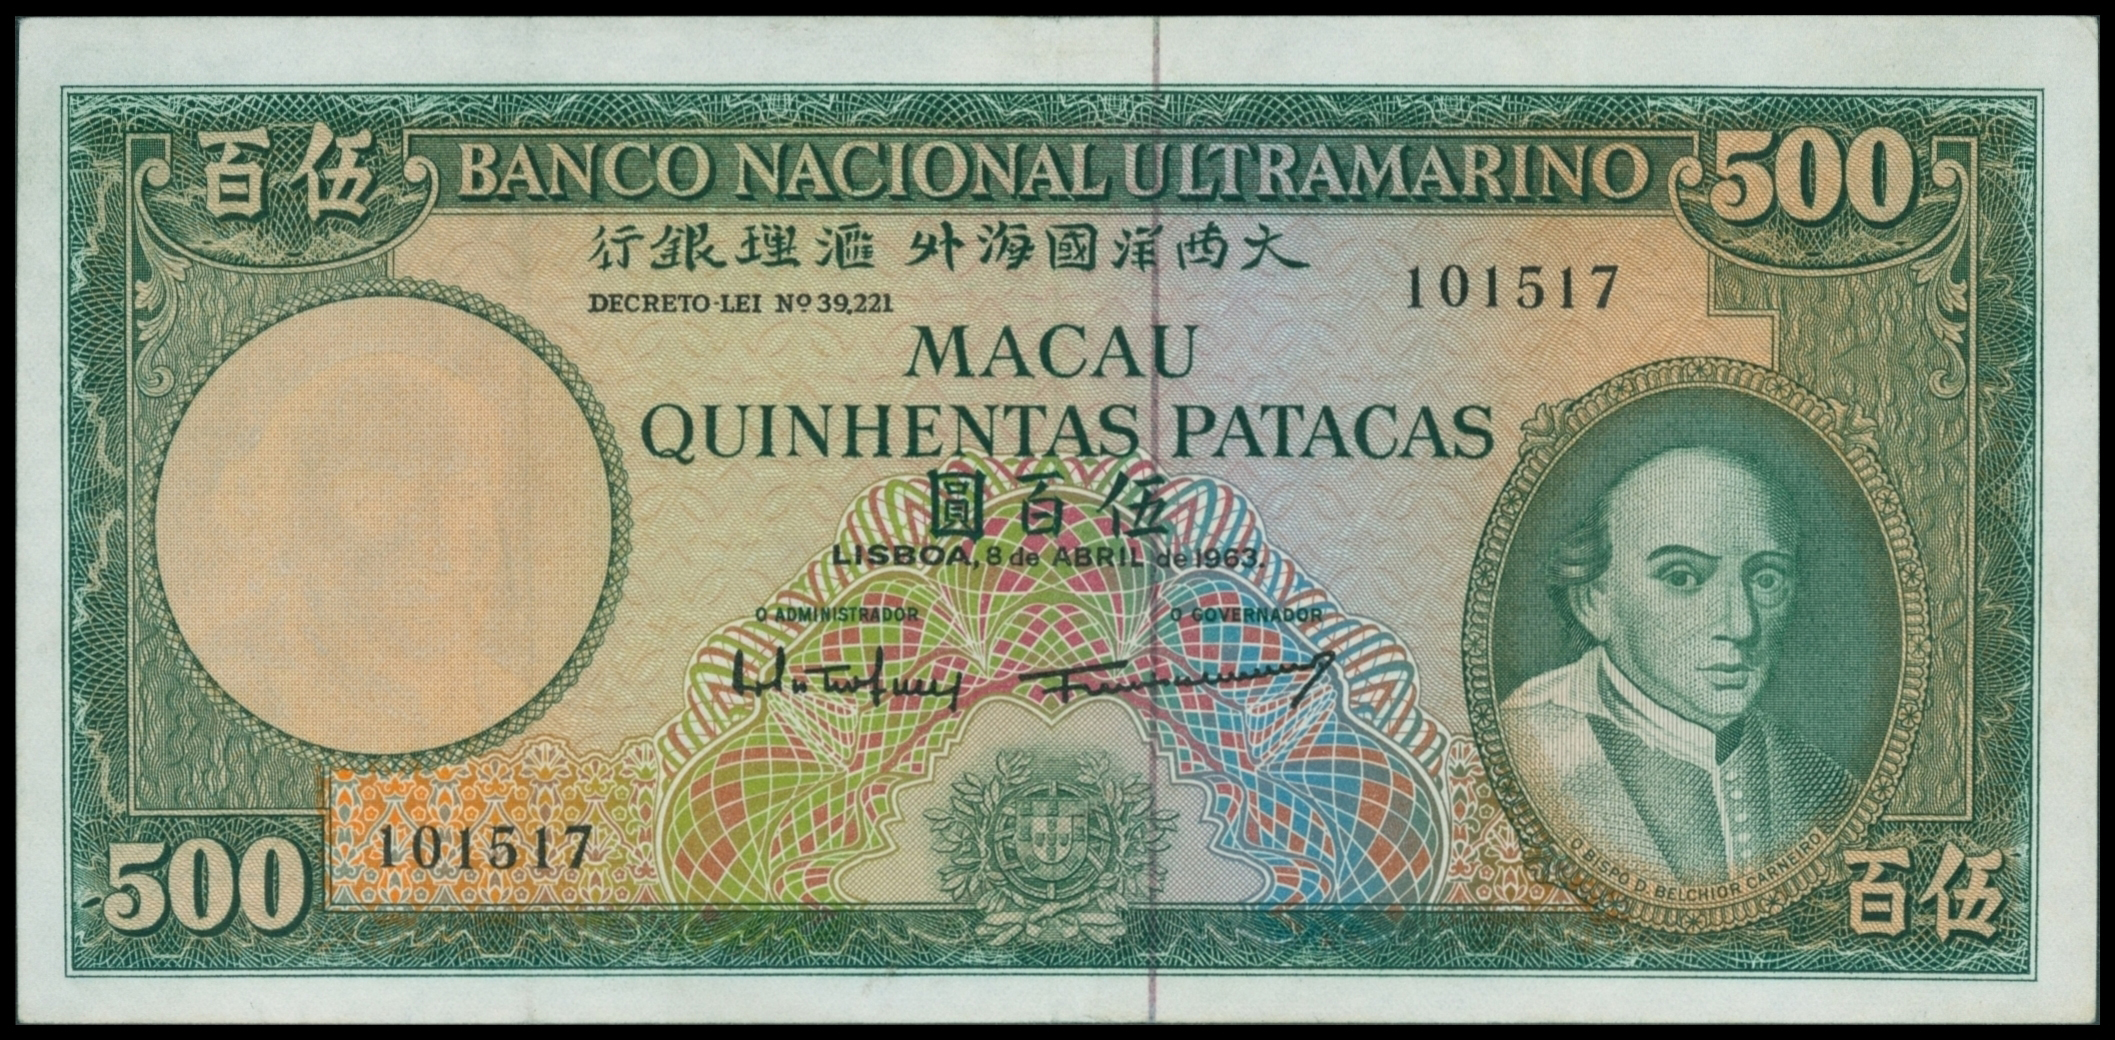 百伍
BANCO NACIONAL ULTRAMARINO
500
行銀理滙 外海國洋西大
101517
DECRETO-LEI Nº 39,221
MACAU
QUINHENTAS PATACAS
圓百伍
LISBOA, 8 de ABRIL de 1963.
O ADMINISTRADOR
O GOVERNADOR
500
101517
O BISPO D. BELCHIOR CARNEIRO
百伍